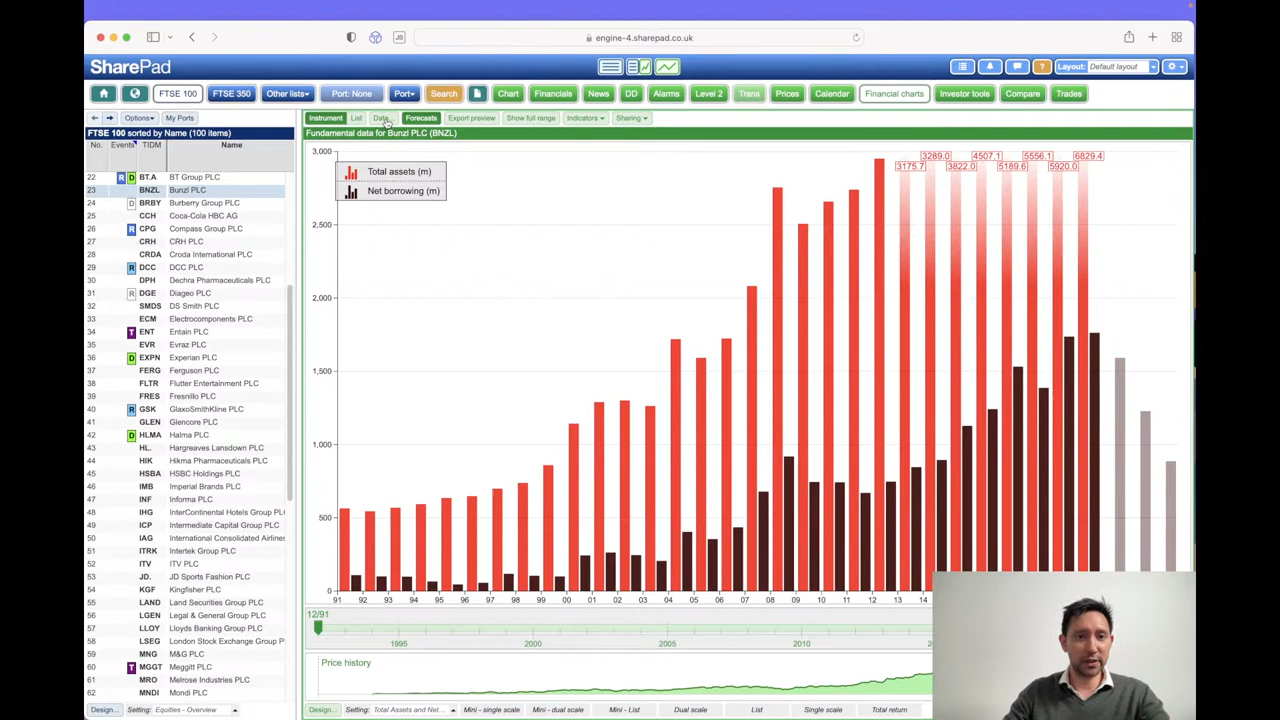 engine-4.sharepad.co.uk
SharePad
Layout: Default layout
FTSE 100 FTSE 350 Other lists Port: None Port Search Chart Financials News DD Alarms Level 2 Trans Prices Calendar Financial charts Investor tools Compare Trades
Options My Ports
Instrument List Data... Forecasts Export preview Show full range Indicators Sharing
FTSE 100 sorted by Name (100 items)
Fundamental data for Bunzl PLC (BNZL)
No. Events TIDM Name
22 R D BT.A BT Group PLC
23 BNZL Bunzl PLC
24 D BRBY Burberry Group PLC
25 CCH Coca-Cola HBC AG
26 R CPG Compass Group PLC
27 CRH CRH PLC
28 CRDA Croda International PLC
29 R DCC DCC PLC
30 DPH Dechra Pharmaceuticals PLC
31 R DGE Diageo PLC
32 SMDS DS Smith PLC
33 ECM Electrocomponents PLC
34 T ENT Entain PLC
35 EVR Evraz PLC
36 D EXPN Experian PLC
37 FERG Ferguson PLC
38 FLTR Flutter Entertainment PLC
39 FRES Fresnillo PLC
40 R GSK GlaxoSmithKline PLC
41 GLEN Glencore PLC
42 D HLMA Halma PLC
43 HL. Hargreaves Lansdown PLC
44 HIK Hikma Pharmaceuticals PLC
45 HSBA HSBC Holdings PLC
46 IMB Imperial Brands PLC
47 INF Informa PLC
48 IHG InterContinental Hotels Group PLC
49 ICP Intermediate Capital Group PLC
50 IAG International Consolidated Airlines
51 ITRK Intertek Group PLC
52 ITV ITV PLC
53 JD. JD Sports Fashion PLC
54 KGF Kingfisher PLC
55 LAND Land Securities Group PLC
56 LGEN Legal & General Group PLC
57 LLOY Lloyds Banking Group PLC
58 LSEG London Stock Exchange Group P
59 MNG M&G PLC
60 T MGGT Meggitt PLC
61 MRO Melrose Industries PLC
62 MNDI Mondi PLC
Design... Setting: Equities - Overview
3,000
2,500
2,000
1,500
1,000
500
0
Total assets (m)
Net borrowing (m)
3289.0 4507.1 5556.1 6829.4
3175.7 3822.0 5189.6 5920.0
91 92 93 94 95 96 97 98 99 00 01 02 03 04 05 06 07 08 09 10 11 12 13 14
12/91
1995 2000 2005 2010
Price history
Design... Setting: Total Assets and Net... Mini - single scale Mini - dual scale Mini - List Dual scale List Single scale Total return